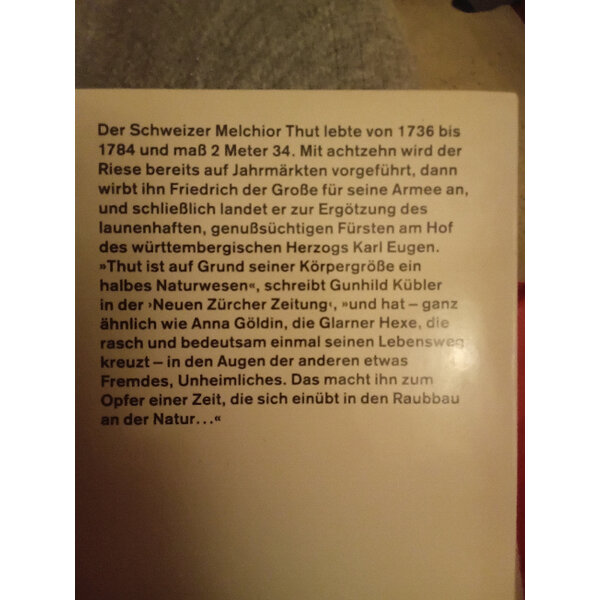 Der Schweizer Melchior Thut lebte von 1736 bis
1784 und maß 2 Meter 34. Mit achtzehn wird der
Riese bereits auf Jahrmärkten vorgeführt, dann
wirbt ihn Friedrich der Große für seine Armee an,
und schließlich landet er zur Ergötzung des
launenhaften, genußsüchtigen Fürsten am Hof
des württembergischen Herzogs Karl Eugen.
»Thut ist auf Grund seiner Körpergröße ein
halbes Naturwesen«, schreibt Gunhild Kübler
in der ›Neuen Zürcher Zeitung‹, »und hat – ganz
ähnlich wie Anna Göldin, die Glarner Hexe, die
rasch und bedeutsam einmal seinen Lebensweg
kreuzt – in den Augen der anderen etwas
Fremdes, Unheimliches. Das macht ihn zum
Opfer einer Zeit, die sich einübt in den Raubbau
an der Natur...«